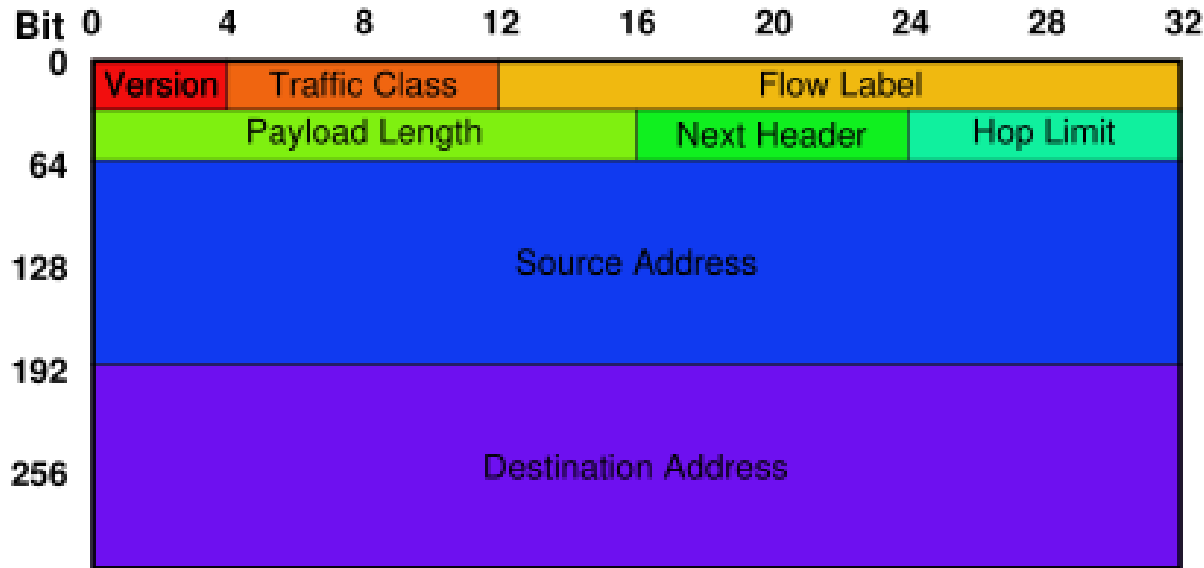 Bit 0 4 8 12 16 20 24 28 32
0
Version Traffic Class Flow Label
Payload Length Next Header Hop Limit
64
Source Address
128
192
Destination Address
256